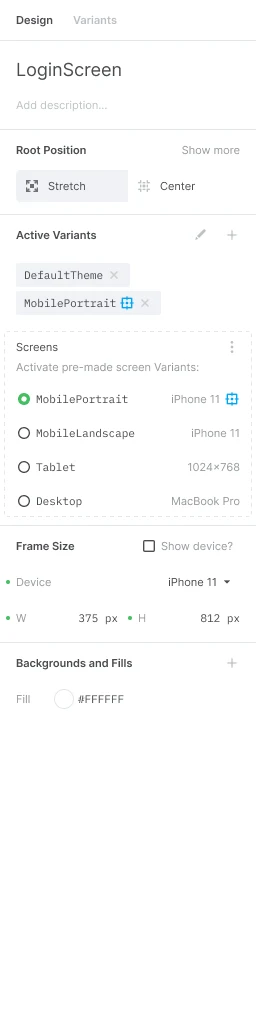 Design Variants
LoginScreen
Add description...
Root Position Show more
Stretch Center
Active Variants
DefaultTheme
MobilePortrait
Screens
Activate pre-made screen Variants:
MobilePortrait iPhone 11
MobileLandscape iPhone 11
Tablet 1024×768
Desktop MacBook Pro
Frame Size Show device?
Device iPhone 11
W 375 px H 812 px
Backgrounds and Fills
Fill #FFFFFF